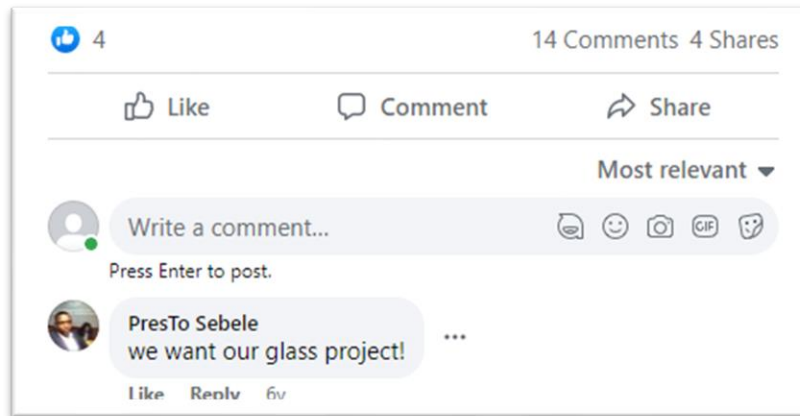 4 14 Comments 4 Shares
Like Comment Share
Most relevant
Write a comment... GIF
Press Enter to post.
PresTo Sebele
we want our glass project!
Like Reply 6y